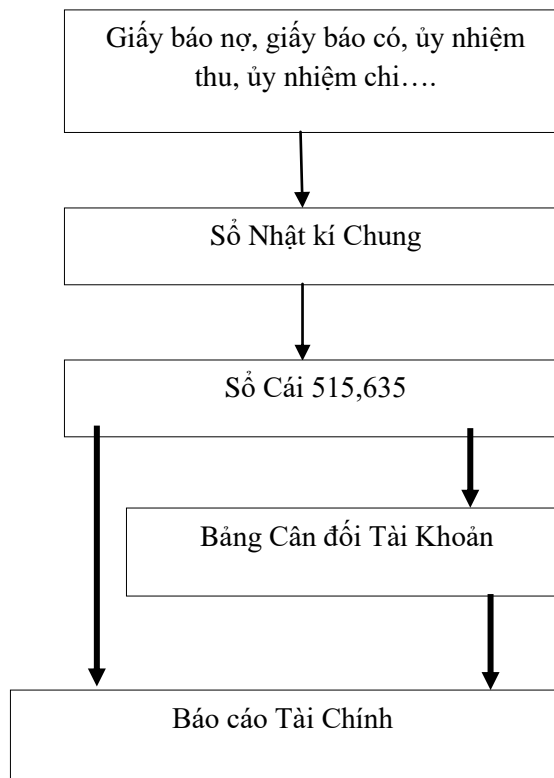 Giấy báo nợ, giấy báo có, ủy nhiệm
thu, ủy nhiệm chi….
Sổ Nhật kí Chung
Sổ Cái 515,635
Bảng Cân đối Tài Khoản
Báo cáo Tài Chính